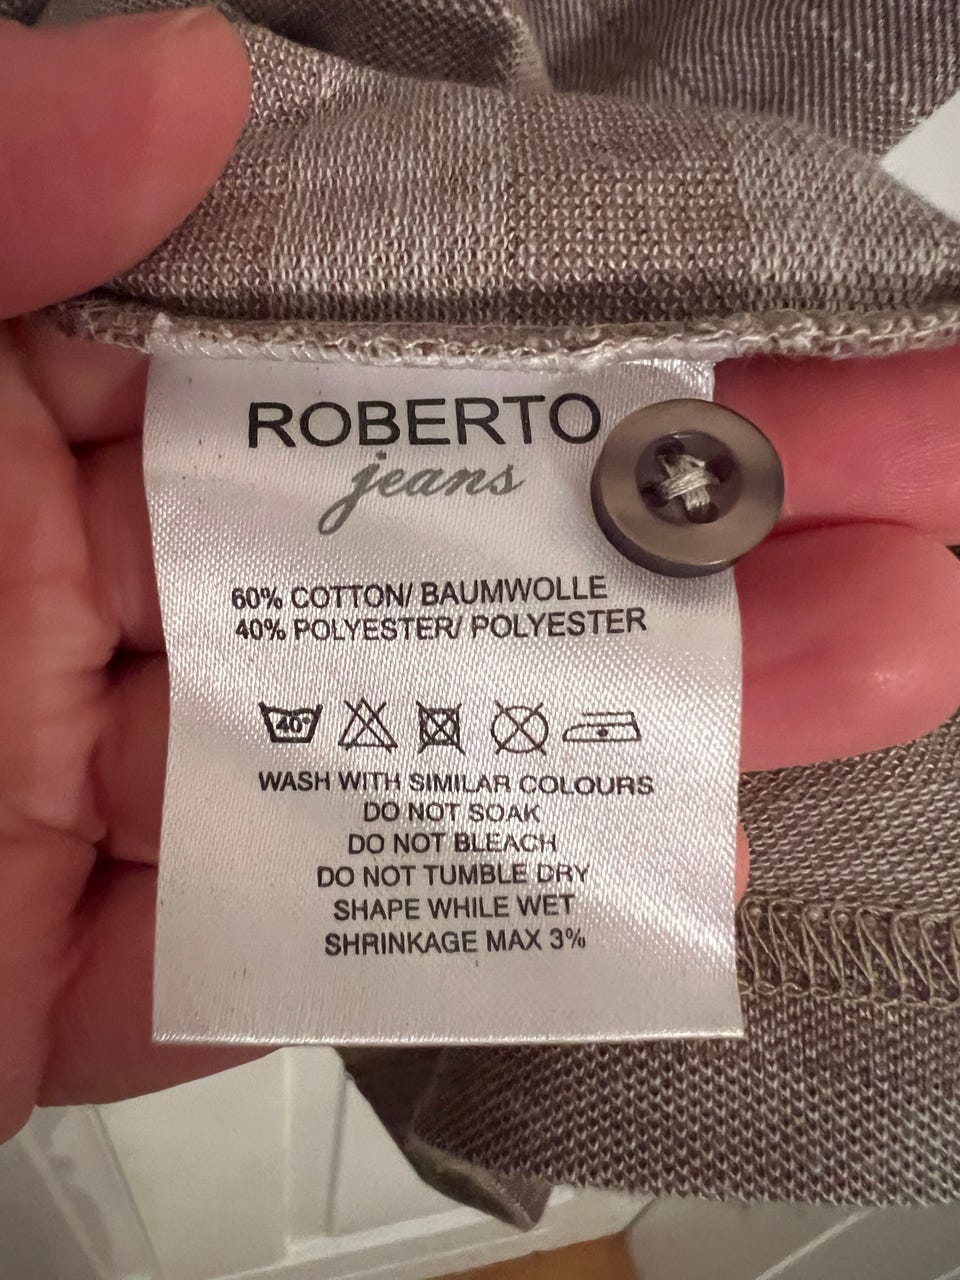 ROBERTO
jeans
60% COTTON/ BAUMWOLLE
40% POLYESTER/ POLYESTER
40°
WASH WITH SIMILAR COLOURS
DO NOT SOAK
DO NOT BLEACH
DO NOT TUMBLE DRY
SHAPE WHILE WET
SHRINKAGE MAX 3%